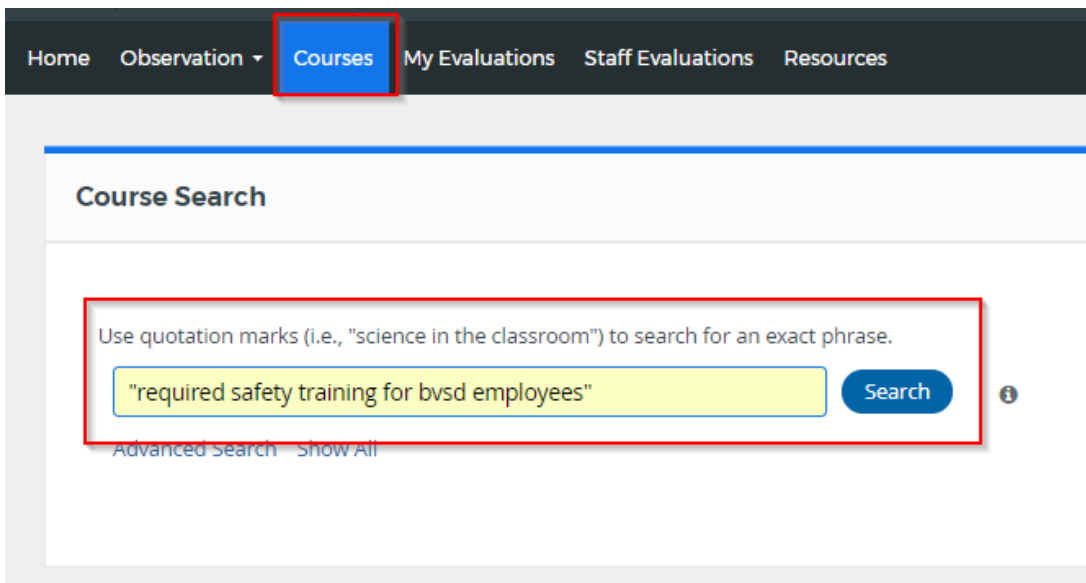 Home Observation Courses My Evaluations Staff Evaluations Resources
Course Search
Use quotation marks (i.e., "science in the classroom") to search for an exact phrase.
"required safety training for bvsd employees" Search
Advanced Search Show All